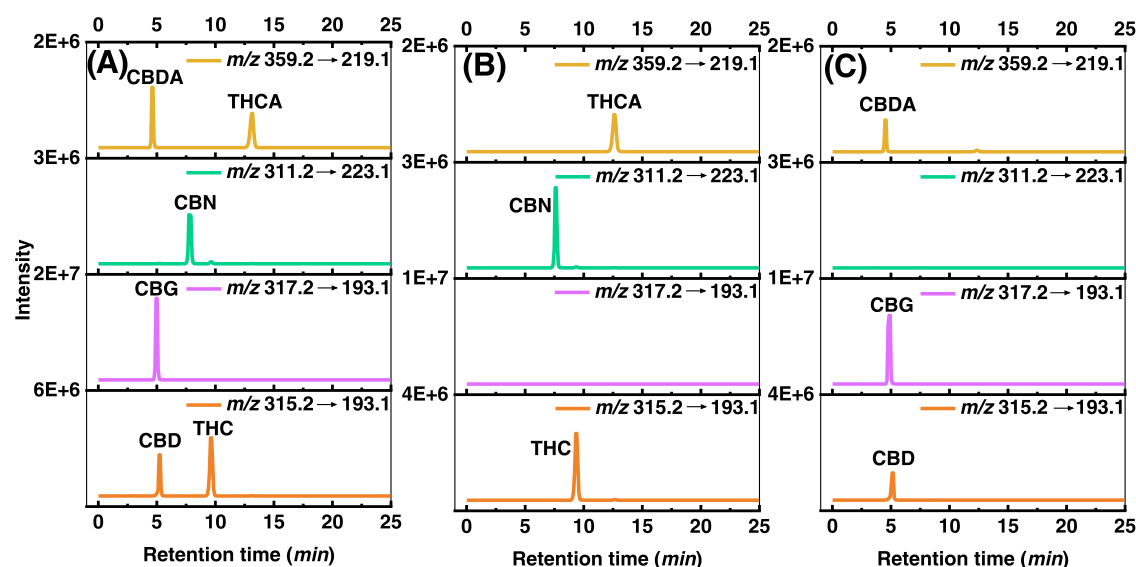 0 5 10 15 20 25
0 5 10 15 20 25
0 5 10 15 20 25
2E+6
(A)
m/z 359.2→219.1
CBDA
THCA
3E+6
m/z 311.2→223.1
CBN
2E+7
m/z 317.2→193.1
CBG
6E+6
m/z 315.2→193.1
CBD
THC
0 5 10 15 20 25
Retention time (min)
Intensity
2E+6
(B)
m/z 359.2→219.1
THCA
3E+6
m/z 311.2→223.1
CBN
1E+7
m/z 317.2→193.1
4E+6
m/z 315.2→193.1
THC
0 5 10 15 20 25
Retention time (min)
2E+6
(C)
m/z 359.2→219.1
CBDA
3E+6
m/z 311.2→223.1
1E+7
m/z 317.2→193.1
CBG
4E+6
m/z 315.2→193.1
CBD
0 5 10 15 20 25
Retention time (min)